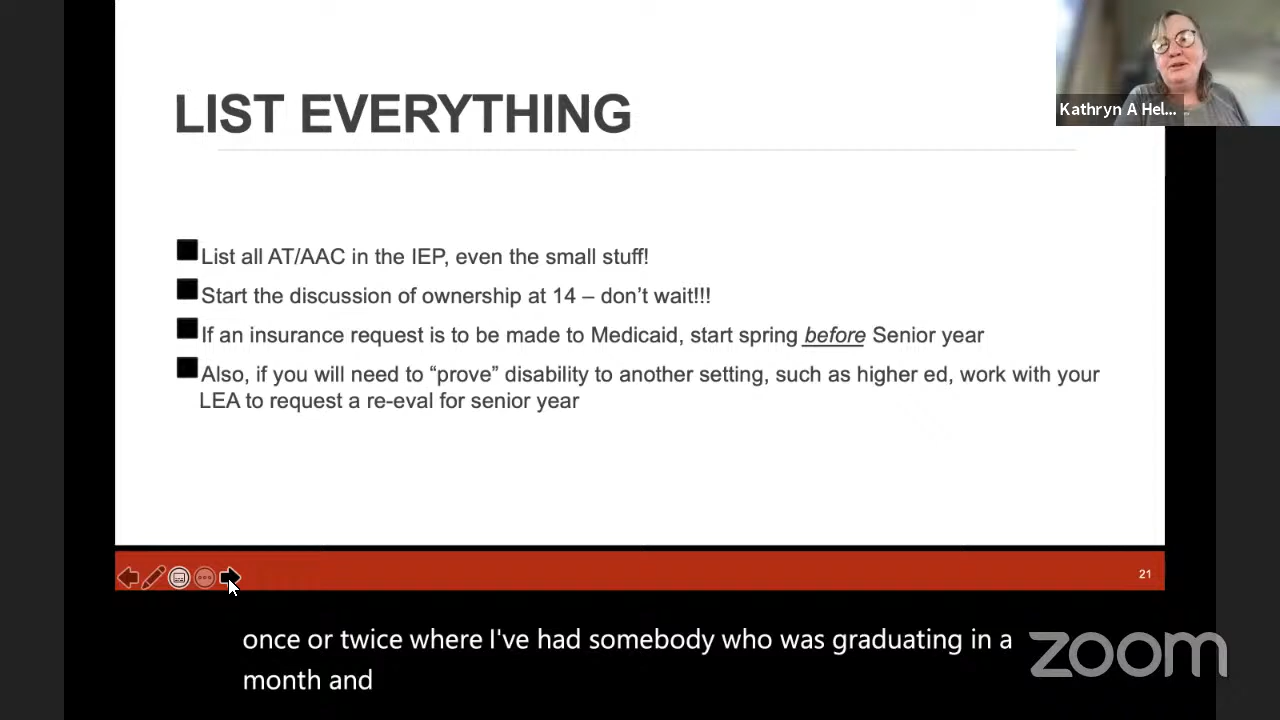 LIST EVERYTHING
Kathryn A Hel...
List all AT/AAC in the IEP, even the small stuff!
Start the discussion of ownership at 14 – don’t wait!!!
If an insurance request is to be made to Medicaid, start spring before Senior year
Also, if you will need to “prove” disability to another setting, such as higher ed, work with your
LEA to request a re-eval for senior year
21
once or twice where I've had somebody who was graduating in a
month and
zoom